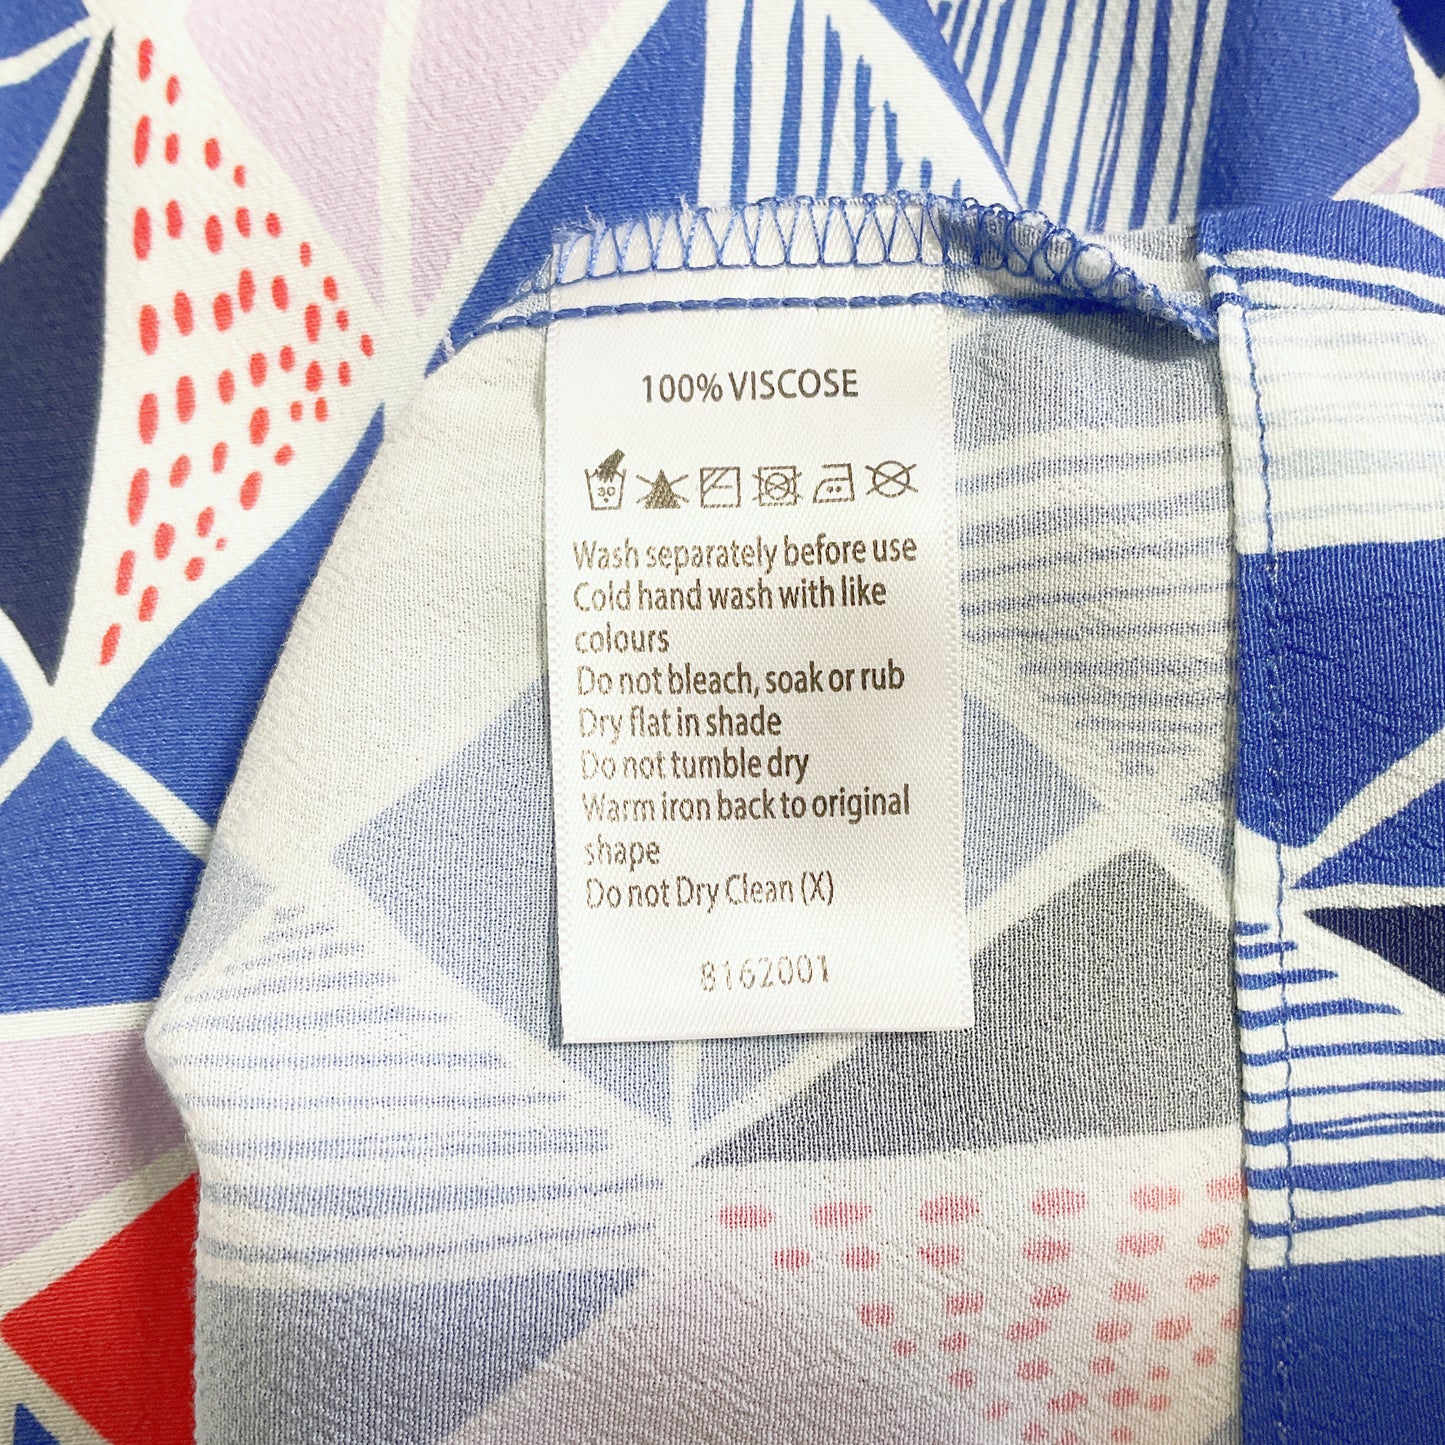 100% VISCOSE
30
Wash separately before use
Cold hand wash with like
colours
Do not bleach, soak or rub
Dry flat in shade
Do not tumble dry
Warm iron back to original
shape
Do not Dry Clean (X)
8162001